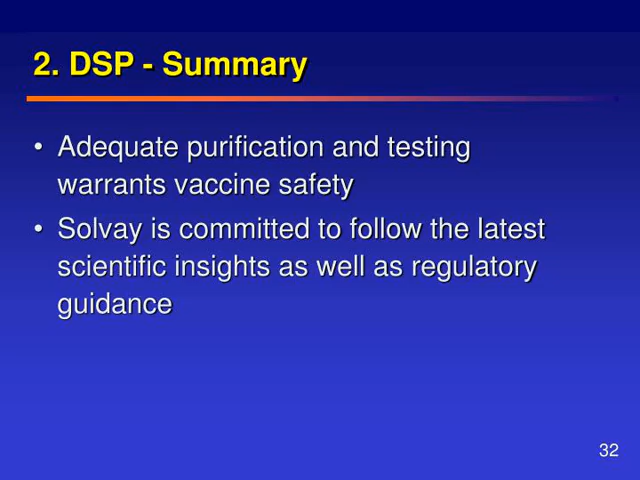 2. DSP - Summary
• Adequate purification and testing
warrants vaccine safety
• Solvay is committed to follow the latest
scientific insights as well as regulatory
guidance
32